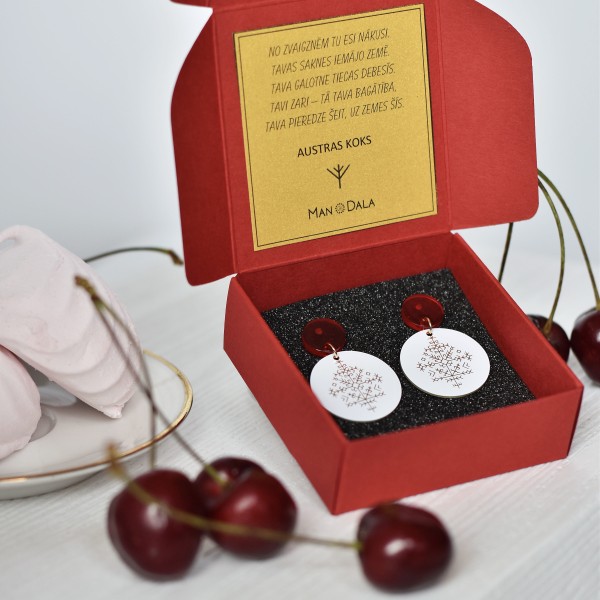 NO ZVAIGZNĒM TU ESI NĀKUSI.
TAVAS SAKNES IEMĀJO ZEMĒ.
TAVA GALOTNE TIECAS DEBESĪS.
TAVI ZARI – TĀ TAVA BAGĀTĪBA,
TAVA PIEREDZE ŠEIT, UZ ZEMES ŠĪS.
AUSTRAS KOKS
MAN DALA